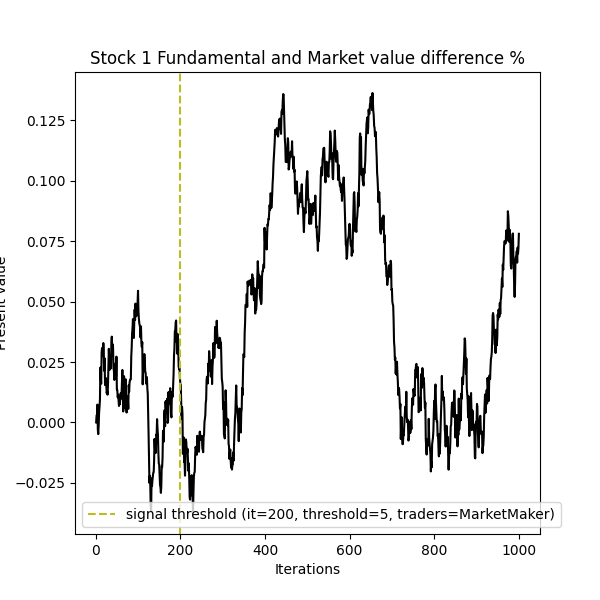 Stock 1 Fundamental and Market value difference %
0.125
0.100
0.075
0.050
0.025
0.000
−0.025
Present value
signal threshold (it=200, threshold=5, traders=MarketMaker)
0 200 400 600 800 1000
Iterations